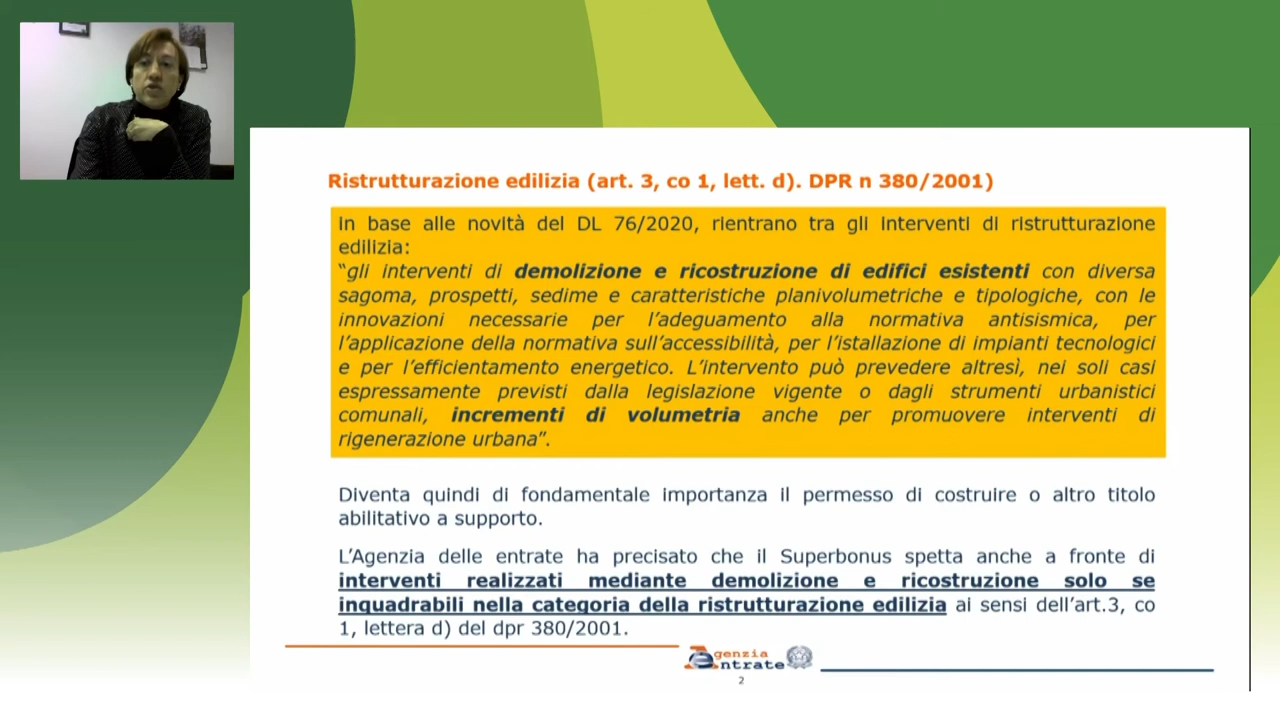 Ristrutturazione edilizia (art. 3, co 1, lett. d). DPR n 380/2001)
In base alle novità del DL 76/2020, rientrano tra gli interventi di ristrutturazione
edilizia:
"gli interventi di demolizione e ricostruzione di edifici esistenti con diversa
sagoma, prospetti, sedime e caratteristiche planivolumetriche e tipologiche, con le
innovazioni necessarie per l'adeguamento alla normativa antisismica, per
l'applicazione della normativa sull'accessibilità, per l'istallazione di impianti tecnologici
e per l'efficientamento energetico. L'intervento può prevedere altresì, nei soli casi
espressamente previsti dalla legislazione vigente o dagli strumenti urbanistici
comunali, incrementi di volumetria anche per promuovere interventi di
rigenerazione urbana".
Diventa quindi di fondamentale importanza il permesso di costruire o altro titolo
abilitativo a supporto.
L'Agenzia delle entrate ha precisato che il Superbonus spetta anche a fronte di
interventi realizzati mediante demolizione e ricostruzione solo se
inquadrabili nella categoria della ristrutturazione edilizia ai sensi dell'art.3, co
1, lettera d) del dpr 380/2001.
Agenzia
Entrate
2